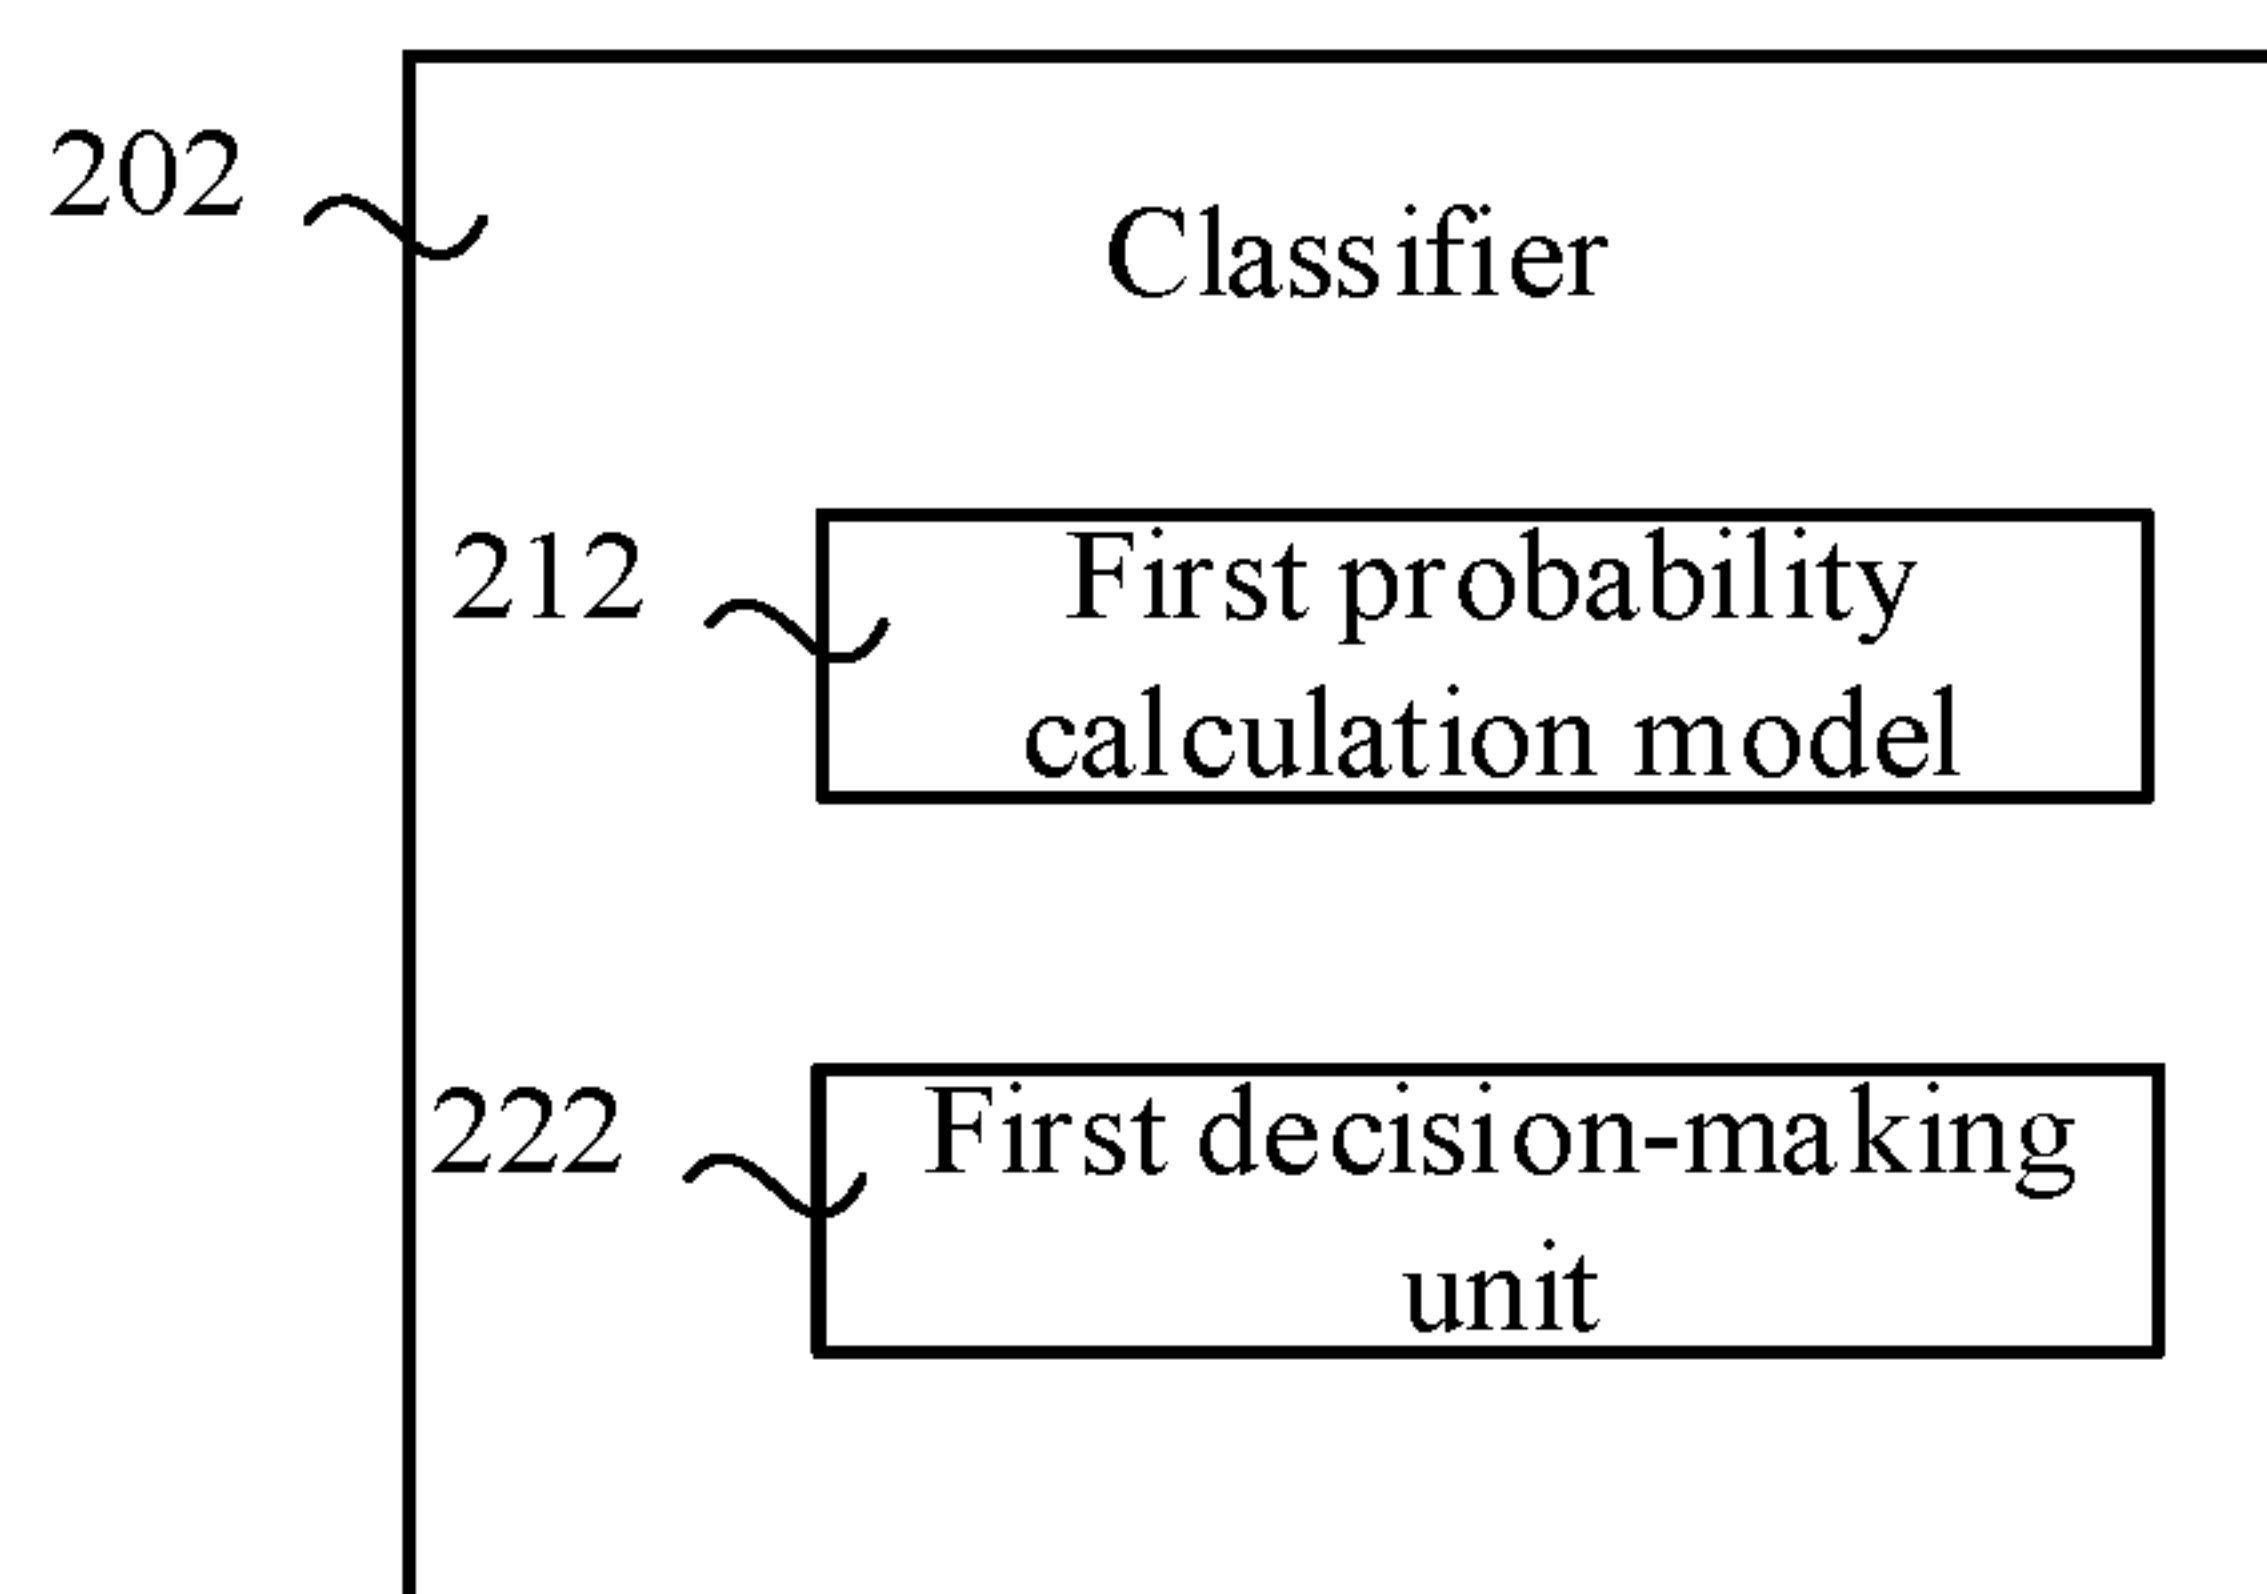 202
Classifier
212
First probability
calculation model
222
First decision-making
unit